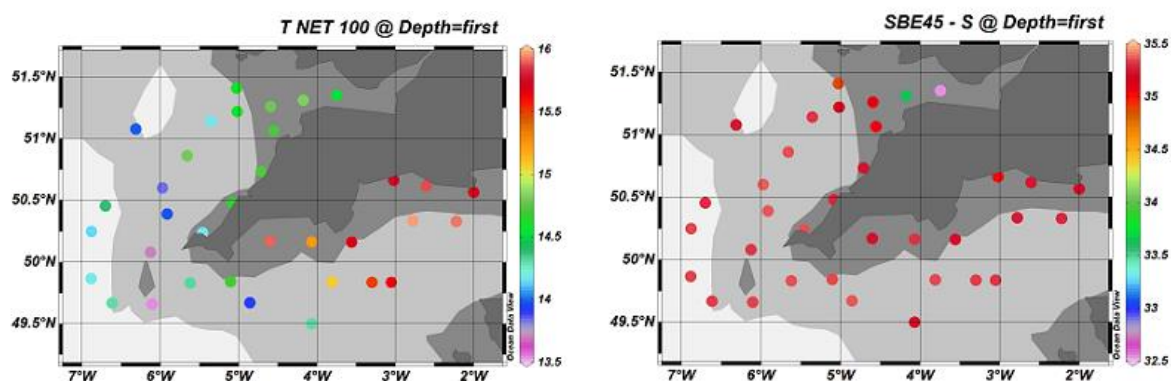 T NET 100 @ Depth=first
51.5°N
51°N
50.5°N
50°N
49.5°N
7°W 6°W 5°W 4°W 3°W 2°W
16
15.5
15
14.5
14
13.5
Ocean Data View
SBE45 - S @ Depth=first
51.5°N
51°N
50.5°N
50°N
49.5°N
7°W 6°W 5°W 4°W 3°W 2°W
35.5
35
34.5
34
33.5
33
32.5
Ocean Data View